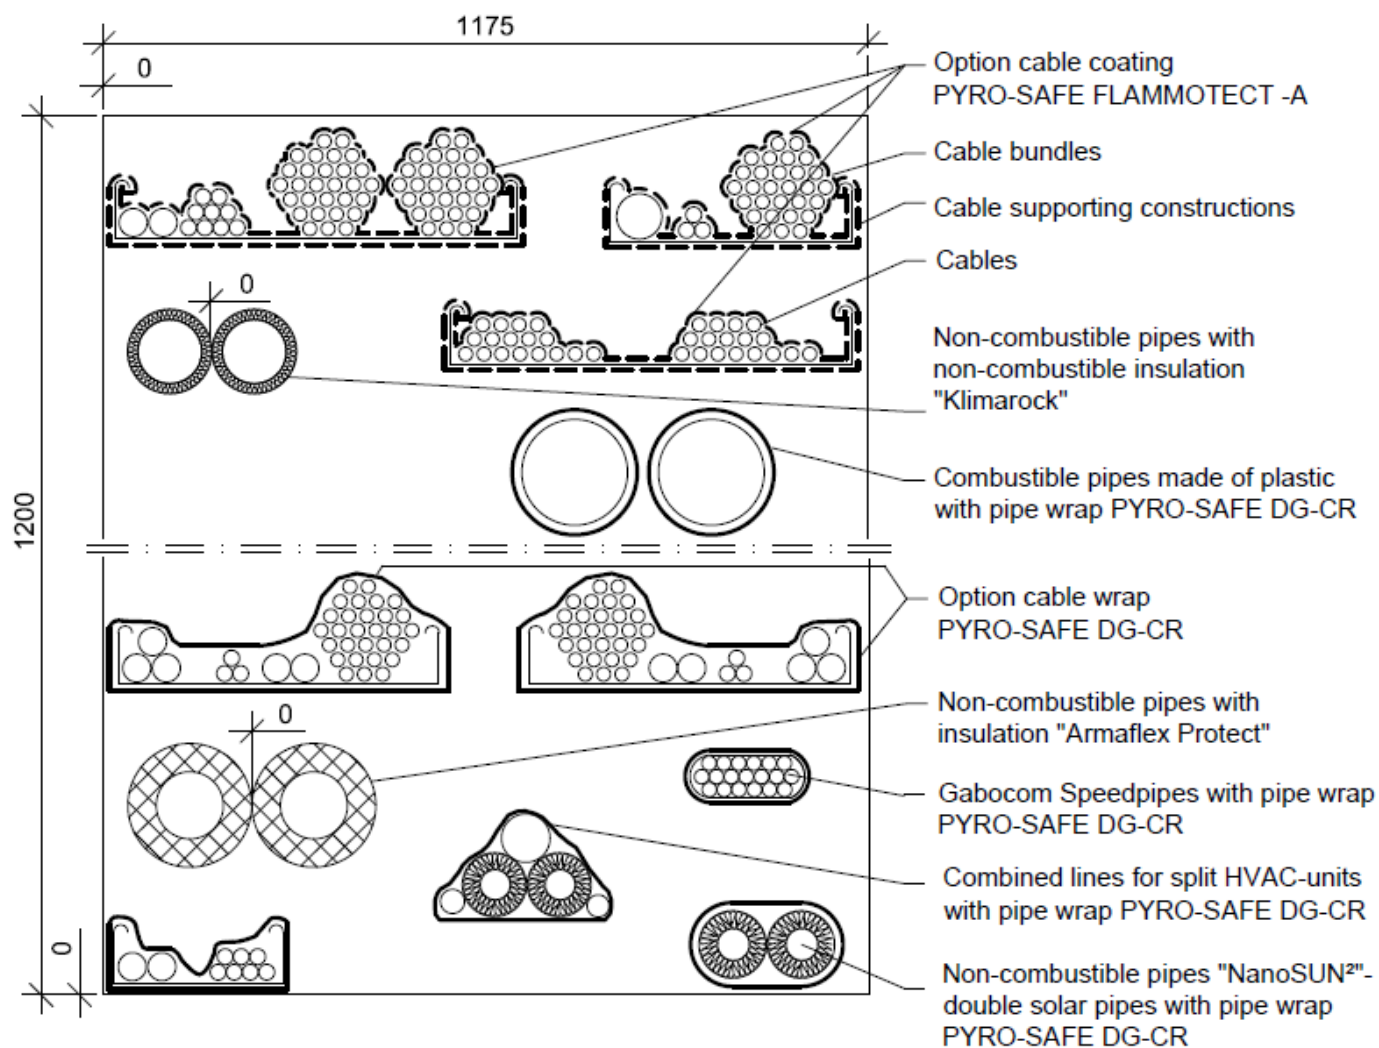 1175
0
Option cable coating
PYRO-SAFE FLAMMOTECT -A
Cable bundles
Cable supporting constructions
Cables
0
Non-combustible pipes with
non-combustible insulation
"Klimarock"
Combustible pipes made of plastic
with pipe wrap PYRO-SAFE DG-CR
1200
Option cable wrap
PYRO-SAFE DG-CR
0
Non-combustible pipes with
insulation "Armaflex Protect"
Gabocom Speedpipes with pipe wrap
PYRO-SAFE DG-CR
Combined lines for split HVAC-units
with pipe wrap PYRO-SAFE DG-CR
0
Non-combustible pipes "NanoSUN²"-
double solar pipes with pipe wrap
PYRO-SAFE DG-CR